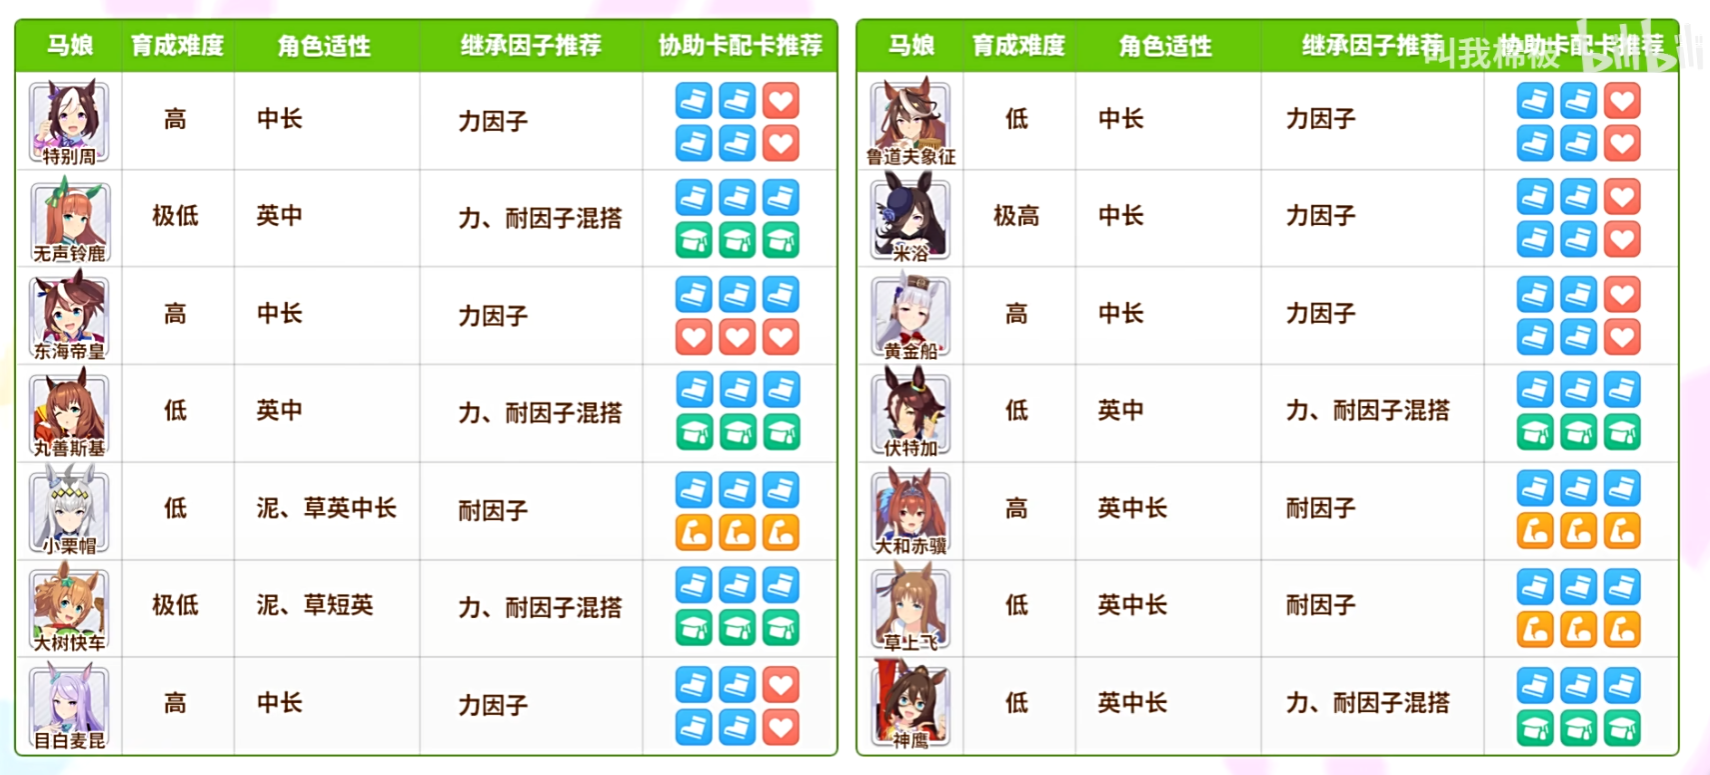 马娘 育成难度 角色适性 继承因子推荐 协助卡配卡推荐
特别周 高 中长 力因子
无声铃鹿 极低 英中 力、耐因子混搭
东海帝皇 高 中长 力因子
丸善斯基 低 英中 力、耐因子混搭
小栗帽 低 泥、草英中长 耐因子
大树快车 极低 泥、草短英 力、耐因子混搭
目白麦昆 高 中长 力因子
马娘 育成难度 角色适性 继承因子推荐 协助卡配卡推荐
叫我棉被 bilibili
鲁道夫象征 低 中长 力因子
米浴 极高 中长 力因子
黄金船 高 中长 力因子
伏特加 低 英中 力、耐因子混搭
大和赤骥 高 英中长 耐因子
草上飞 低 英中长 耐因子
神鹰 低 英中长 力、耐因子混搭